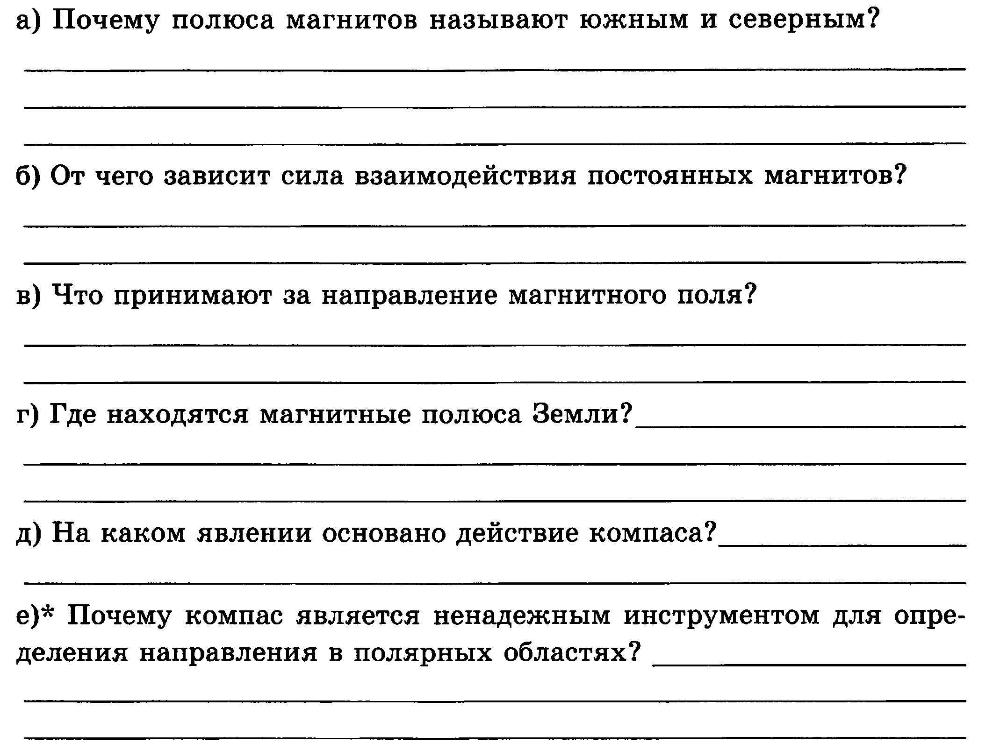 а) Почему полюса магнитов называют южным и северным?
б) От чего зависит сила взаимодействия постоянных магнитов?
в) Что принимают за направление магнитного поля?
г) Где находятся магнитные полюса Земли?
д) На каком явлении основано действие компаса?
е)* Почему компас является ненадежным инструментом для опре-
деления направления в полярных областях?